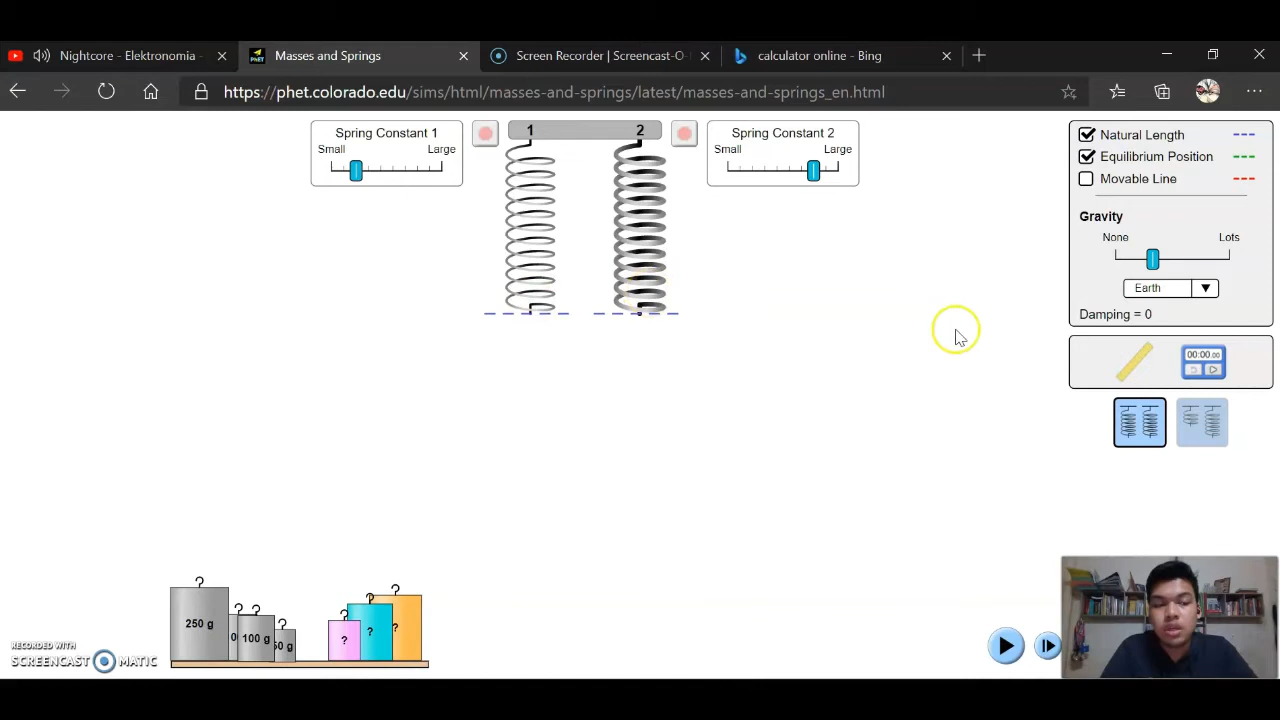 Nightcore - Elektronomia -
Masses and Springs
Screen Recorder | Screencast-O-
calculator online - Bing
https://phet.colorado.edu/sims/html/masses-and-springs/latest/masses-and-springs_en.html
Spring Constant 1
Small Large
1 2
Spring Constant 2
Small Large
Natural Length
Equilibrium Position
Movable Line
Gravity
None Lots
Earth
Damping = 0
00:00.00
250 g
100 g
? ? ?
RECORDED WITH
SCREENCAST MATIC